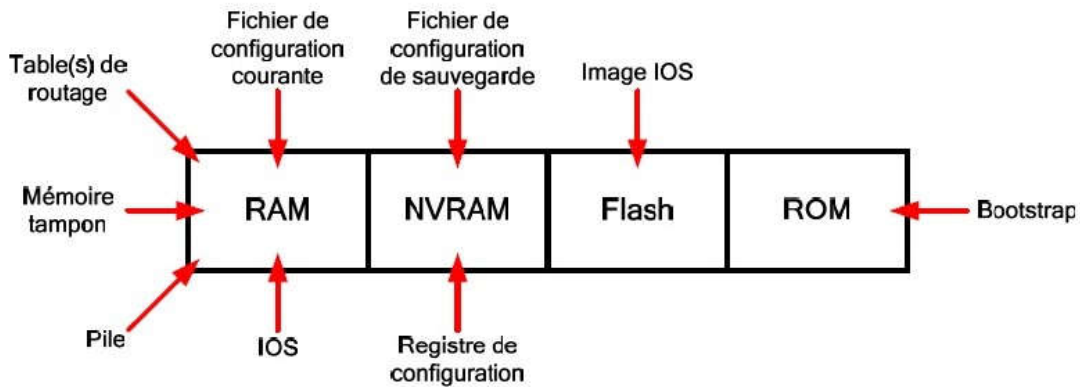 Table(s) de
routage
Fichier de
configuration
courante
Fichier de
configuration
de sauvegarde
Image IOS
Mémoire
tampon
RAM
NVRAM
Flash
ROM
Bootstrap
Pile
IOS
Registre de
configuration